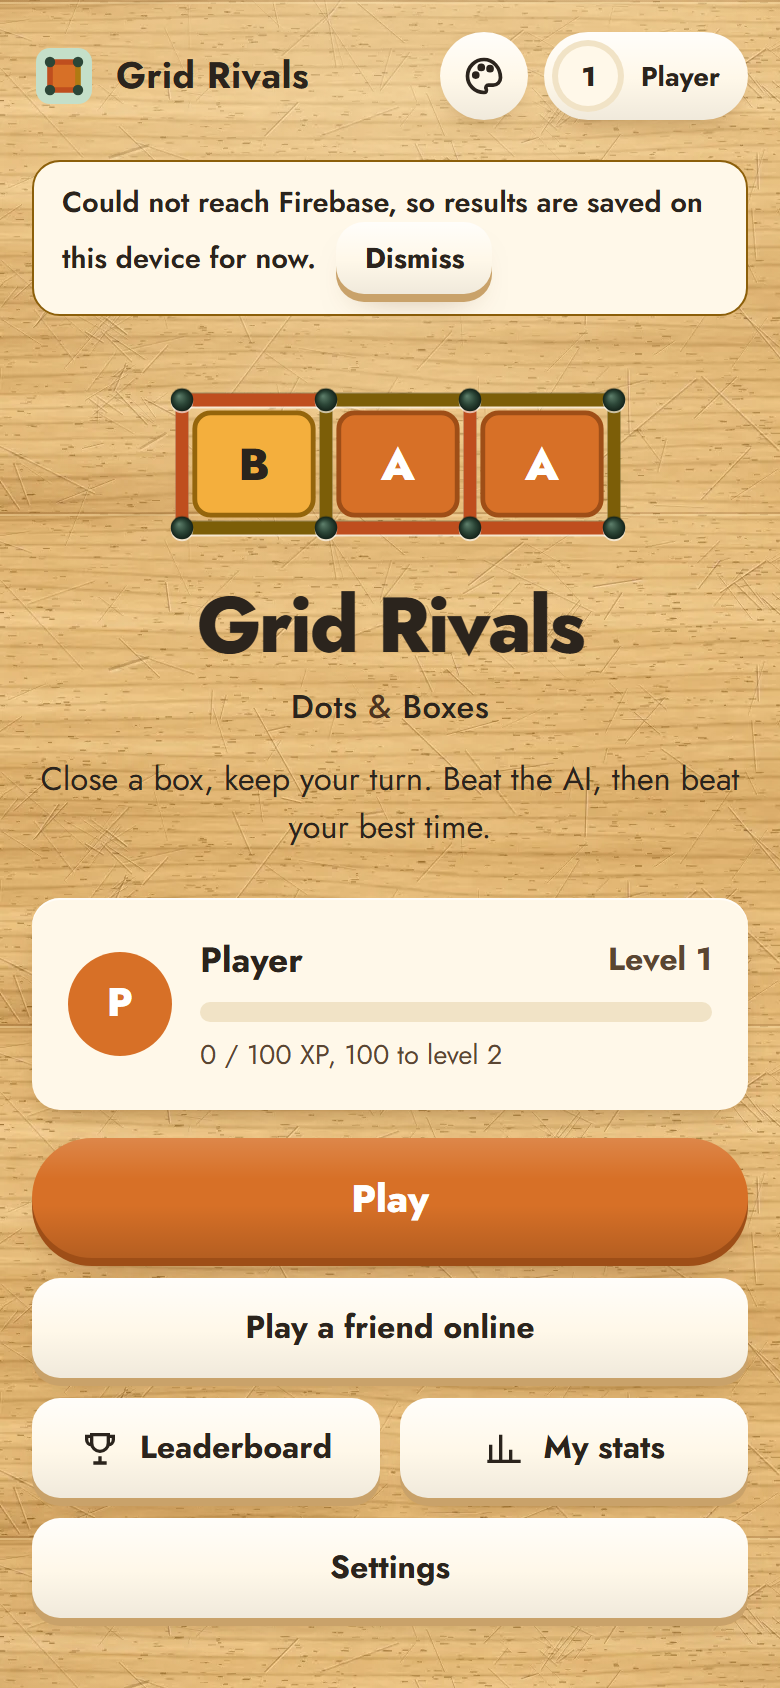 Grid Rivals
1 Player
Could not reach Firebase, so results are saved on
this device for now. Dismiss
B A A
Grid Rivals
Dots & Boxes
Close a box, keep your turn. Beat the AI, then beat
your best time.
P
Player Level 1
0 / 100 XP, 100 to level 2
Play
Play a friend online
Leaderboard My stats
Settings